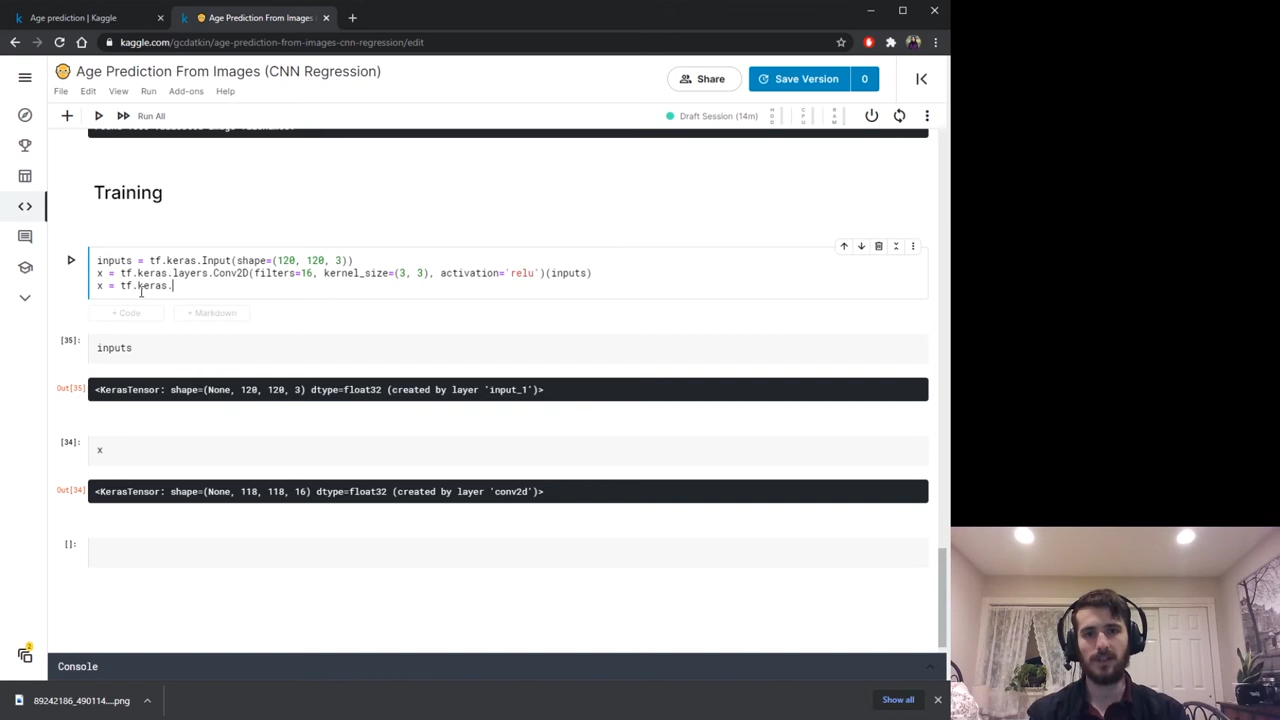 Age prediction | Kaggle
Age Prediction From Images
kaggle.com/gcdatkin/age-prediction-from-images-cnn-regression/edit
Age Prediction From Images (CNN Regression)
Share
Save Version
0
File
Edit
View
Run
Add-ons
Help
Run All
Draft Session (14m)
Training
inputs = tf.keras.Input(shape=(120, 120, 3))
x = tf.keras.layers.Conv2D(filters=16, kernel_size=(3, 3), activation='relu')(inputs)
x = tf.keras.
+ Code
+ Markdown
[35]:
inputs
Out[35]
<KerasTensor: shape=(None, 120, 120, 3) dtype=float32 (created by layer 'input_1')>
[34]:
x
Out[34]
<KerasTensor: shape=(None, 118, 118, 16) dtype=float32 (created by layer 'conv2d')>
[]:
Console
2
89242186_490114....png
Show all